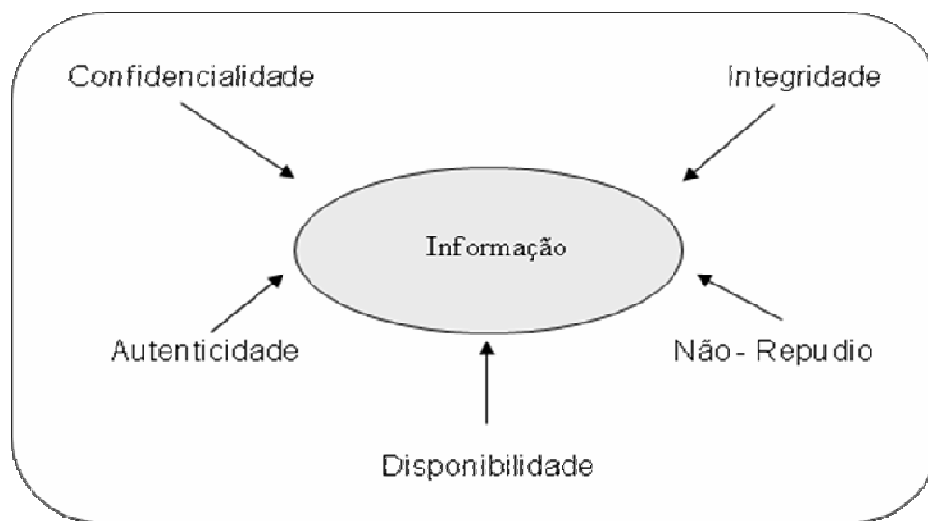 Confidencialidade
Integridade
Informação
Autenticidade
Não - Repudio
Disponibilidade